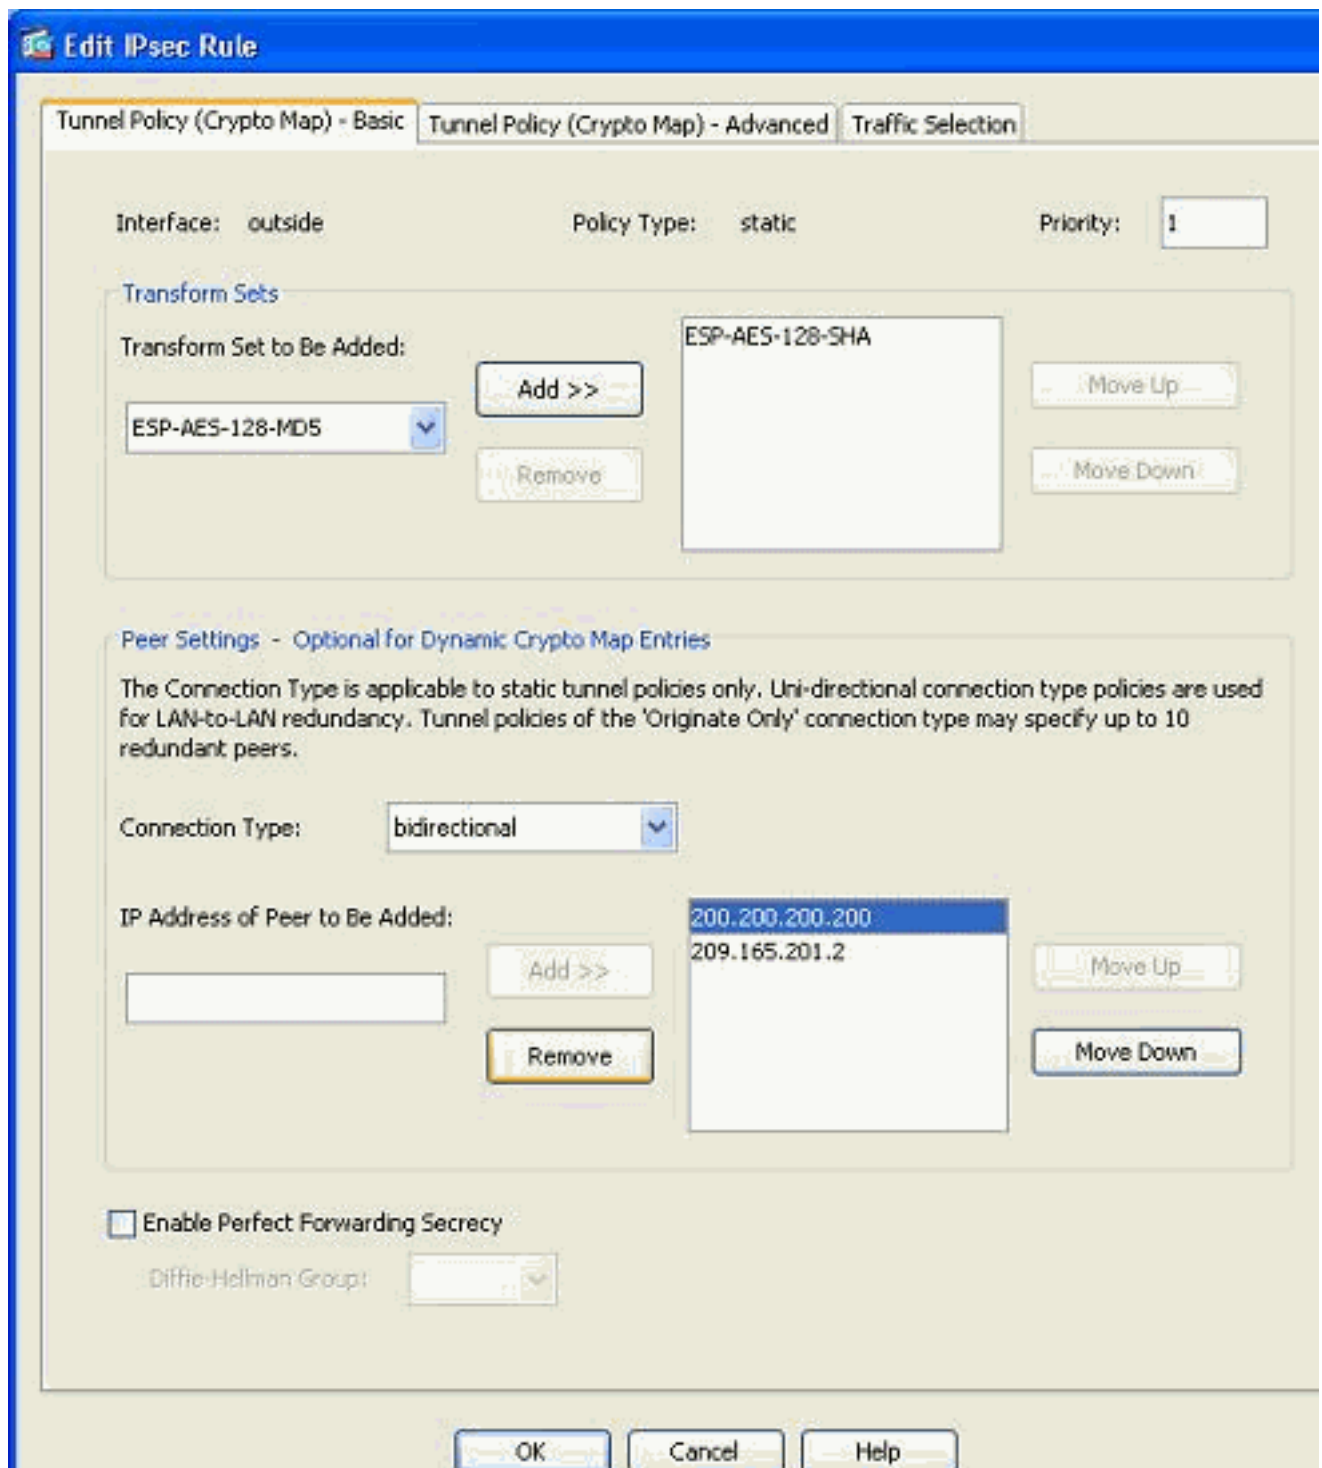 Edit IPsec Rule
Tunnel Policy (Crypto Map) - Basic
Tunnel Policy (Crypto Map) - Advanced
Traffic Selection
Interface: outside
Policy Type: static
Priority: 1
Transform Sets
Transform Set to Be Added:
ESP-AES-128-MD5
Add >>
Remove
ESP-AES-128-SHA
Move Up
Move Down
Peer Settings - Optional for Dynamic Crypto Map Entries
The Connection Type is applicable to static tunnel policies only. Uni-directional connection type policies are used
for LAN-to-LAN redundancy. Tunnel policies of the 'Originate Only' connection type may specify up to 10
redundant peers.
Connection Type: bidirectional
IP Address of Peer to Be Added:
Add >>
Remove
200.200.200.200
209.165.201.2
Move Up
Move Down
Enable Perfect Forwarding Secrecy
Diffie-Hellman Group:
OK
Cancel
Help